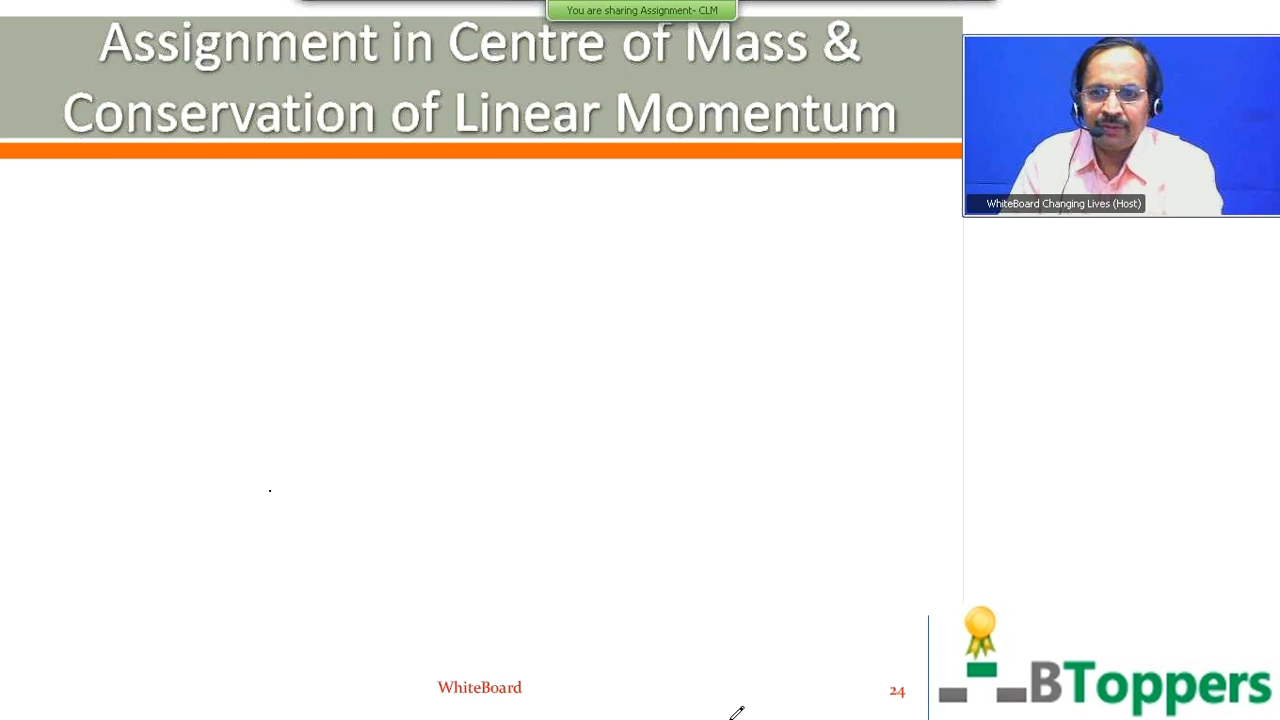 You are sharing Assignment- CLM
Assignment in Centre of Mass &
Conservation of Linear Momentum
WhiteBoard Changing Lives (Host)
WhiteBoard
24
BToppers